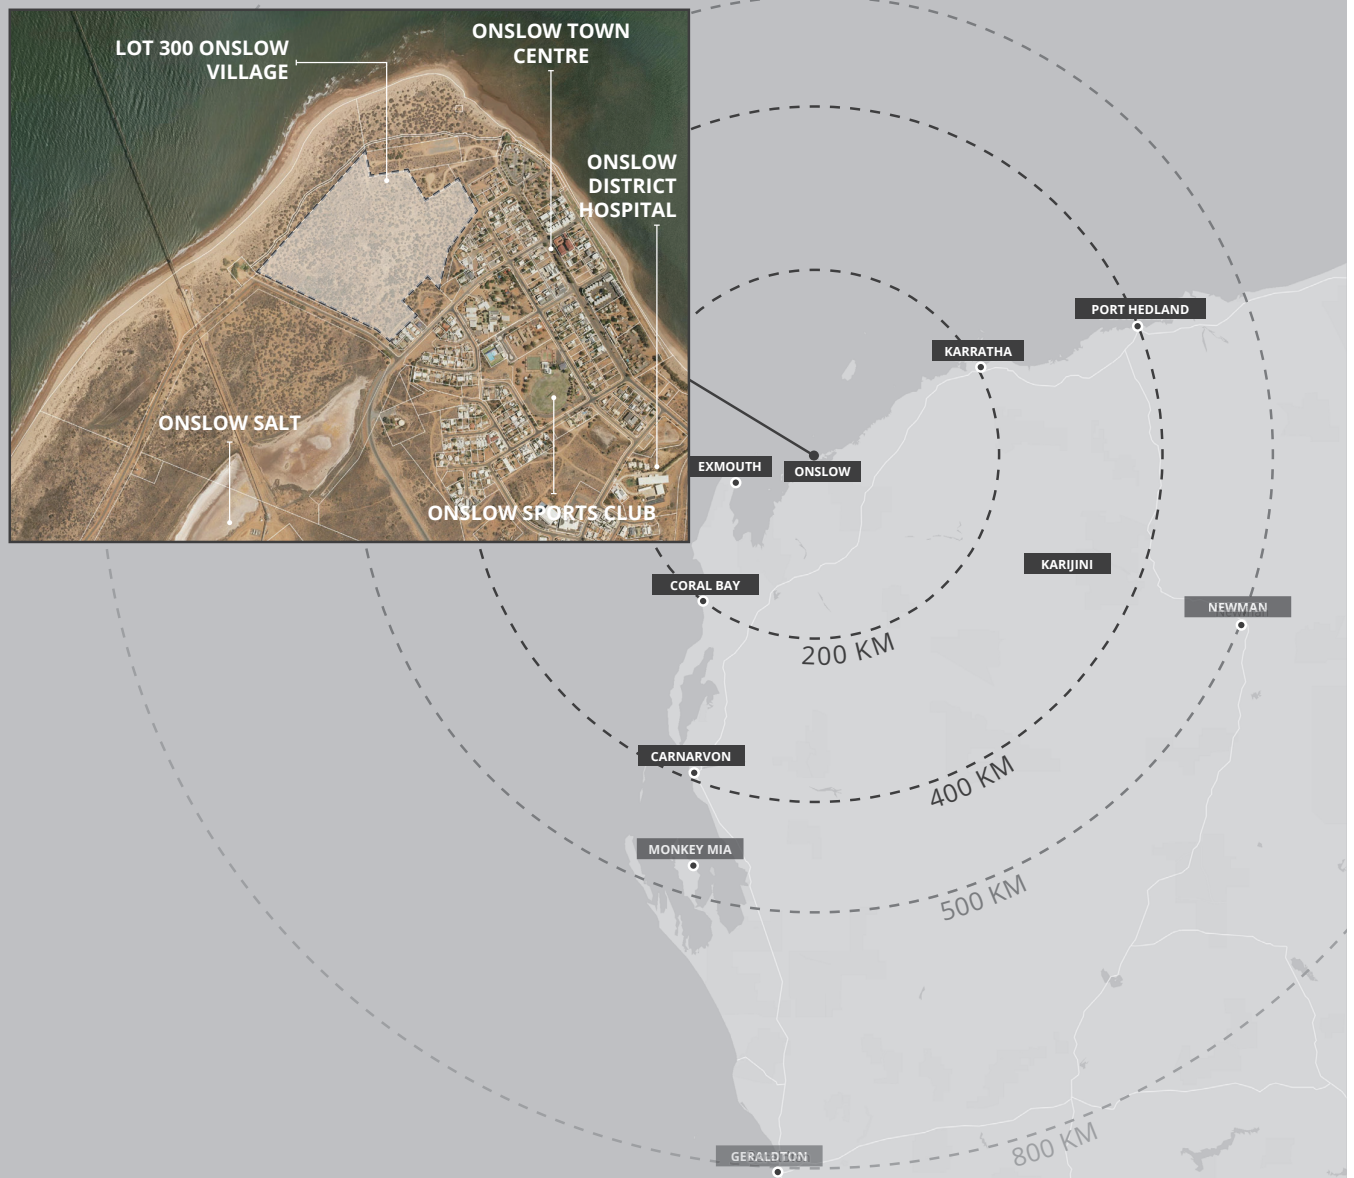 LOT 300 ONSLOW
VILLAGE
ONSLOW TOWN
CENTRE
ONSLOW
DISTRICT
HOSPITAL
ONSLOW SALT
ONSLOW SPORTS CLUB
PORT HEDLAND
KARRATHA
EXMOUTH
ONSLOW
KARIJINI
CORAL BAY
NEWMAN
200 KM
CARNARVON
400 KM
MONKEY MIA
500 KM
GERALDTON
800 KM